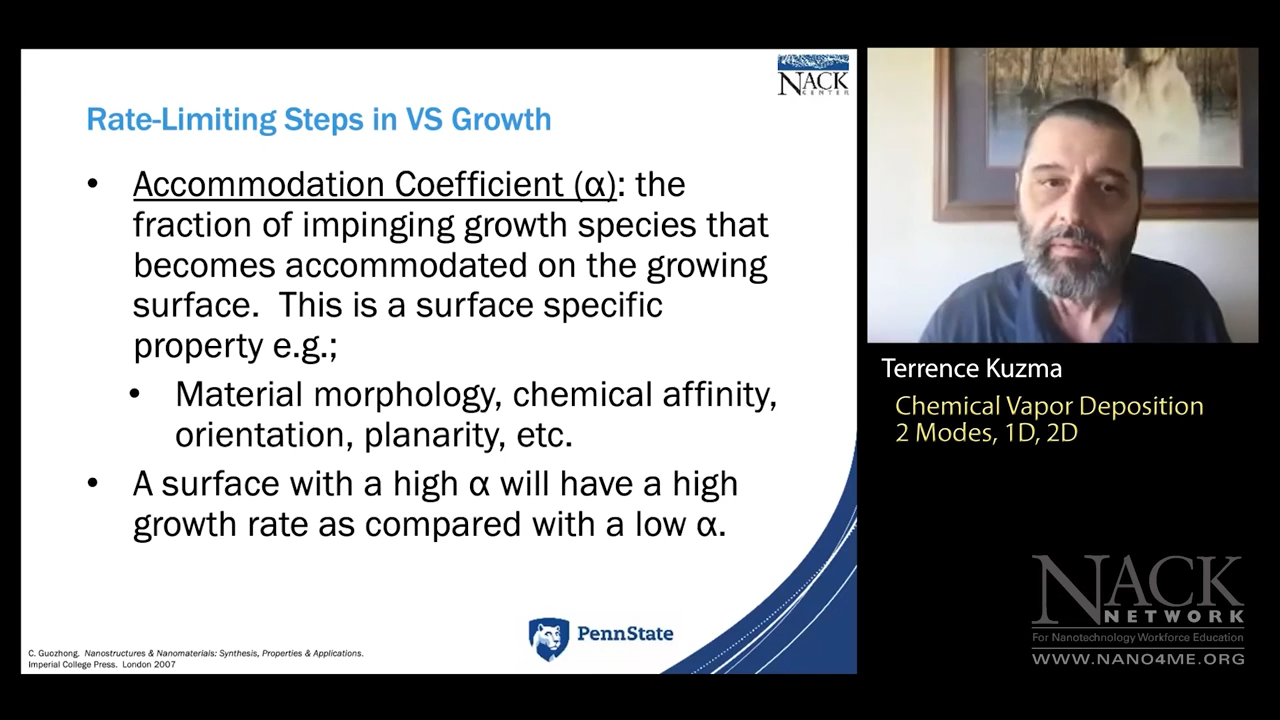 NACK
CENTER
Rate-Limiting Steps in VS Growth
• Accommodation Coefficient (α): the
fraction of impinging growth species that
becomes accommodated on the growing
surface. This is a surface specific
property e.g.;
• Material morphology, chemical affinity,
orientation, planarity, etc.
• A surface with a high α will have a high
growth rate as compared with a low α.
PennState
C. Guozhong, Nanostructures & Nanomaterials: Synthesis, Properties & Applications.
Imperial College Press. London 2007
Terrence Kuzma
Chemical Vapor Deposition
2 Modes, 1D, 2D
NACK
NETWORK
For Nanotechnology Workforce Education
WWW.NANO4ME.ORG